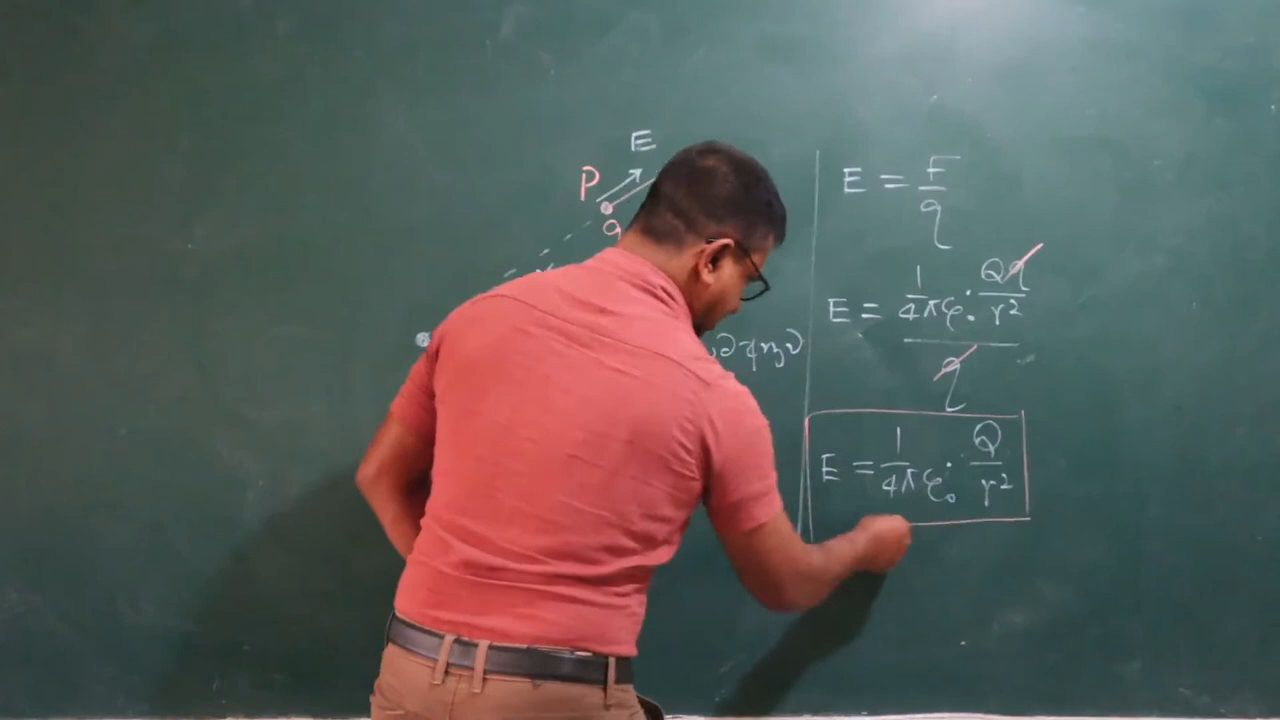 E
P
q
E = F/q
E = 1/4πε₀ · Qq/r²
q
E = 1/4πε₀ · Q/r²